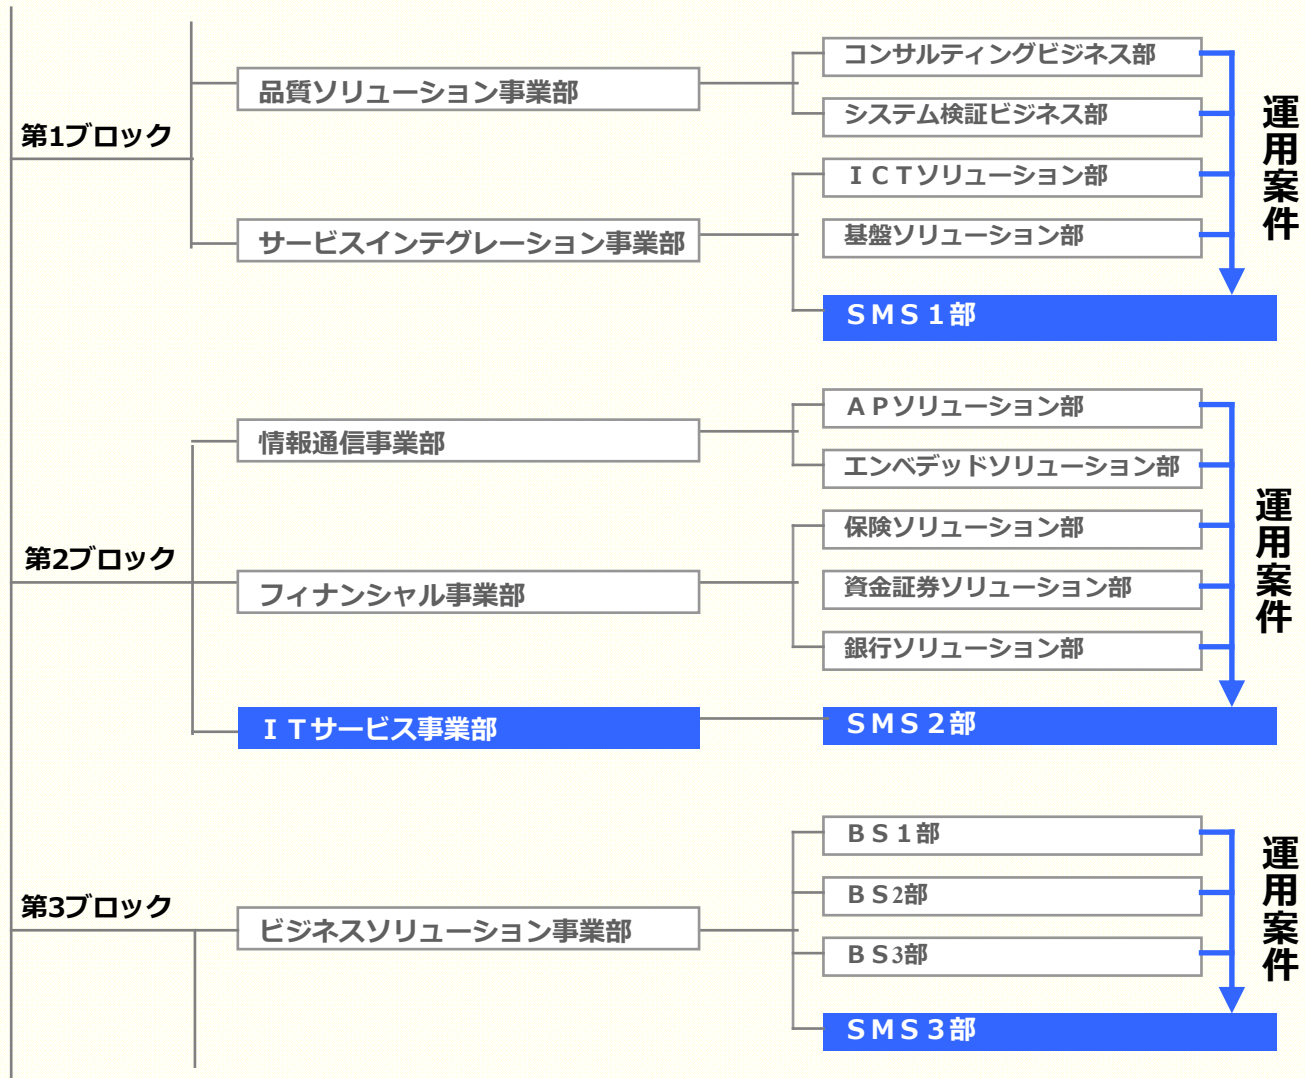 コンサルティングビジネス部
品質ソリューション事業部
システム検証ビジネス部
第1ブロック
ＩＣＴソリューション部
サービスインテグレーション事業部
基盤ソリューション部
ＳＭＳ１部
運用案件
ＡＰソリューション部
情報通信事業部
エンベデッドソリューション部
保険ソリューション部
第2ブロック
フィナンシャル事業部
資金証券ソリューション部
銀行ソリューション部
ＩＴサービス事業部
ＳＭＳ２部
運用案件
ＢＳ１部
第3ブロック
ＢＳ2部
ビジネスソリューション事業部
ＢＳ3部
ＳＭＳ３部
運用案件